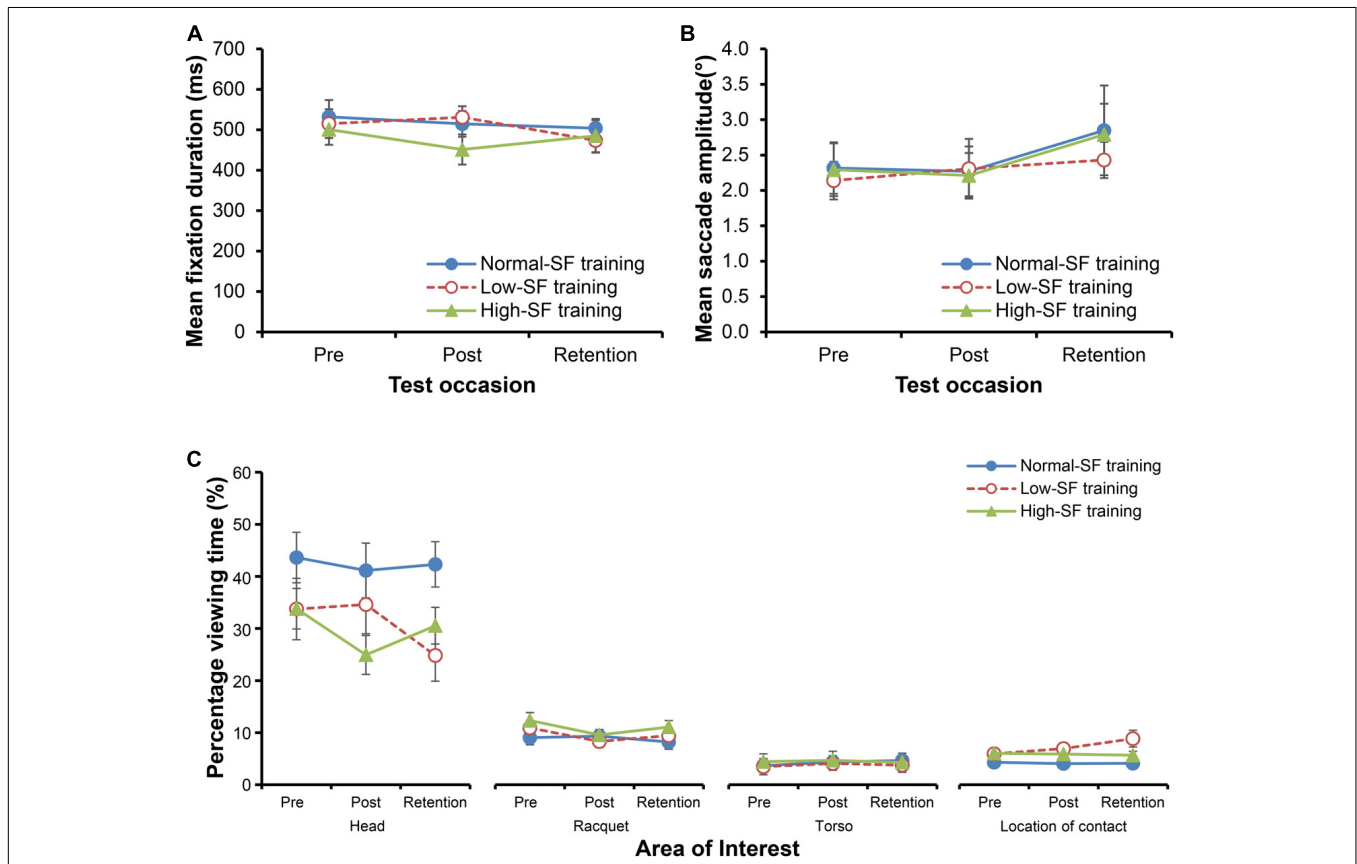 A
Mean fixation duration (ms)
700
600
500
400
300
200
100
0
Normal-SF training
Low-SF training
High-SF training
Pre
Post
Retention
Test occasion
B
Mean saccade amplitude(°)
4.0
3.5
3.0
2.5
2.0
1.5
1.0
0.5
0.0
Normal-SF training
Low-SF training
High-SF training
Pre
Post
Retention
Test occasion
C
Percentage viewing time (%)
60
50
40
30
20
10
0
Normal-SF training
Low-SF training
High-SF training
Pre Post Retention Pre Post Retention Pre Post Retention Pre Post Retention
Head Racquet Torso Location of contact
Area of Interest